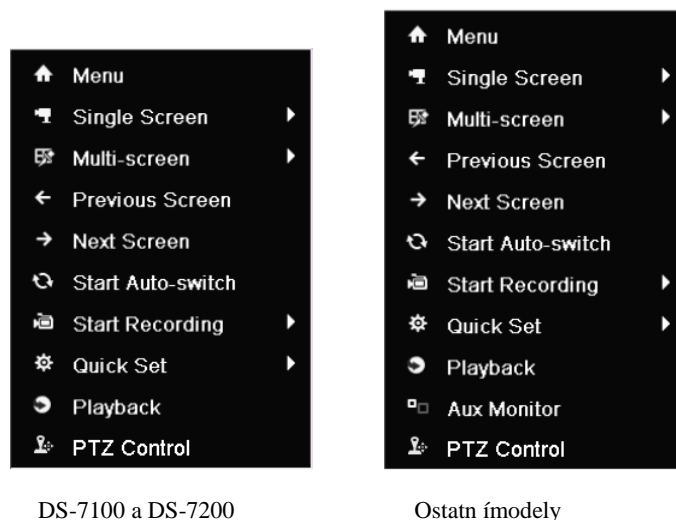 Menu
Single Screen
Multi-screen
Previous Screen
Next Screen
Start Auto-switch
Start Recording
Quick Set
Playback
PTZ Control
DS-7100 a DS-7200
Menu
Single Screen
Multi-screen
Previous Screen
Next Screen
Start Auto-switch
Start Recording
Quick Set
Playback
Aux Monitor
PTZ Control
Ostatn ímodely